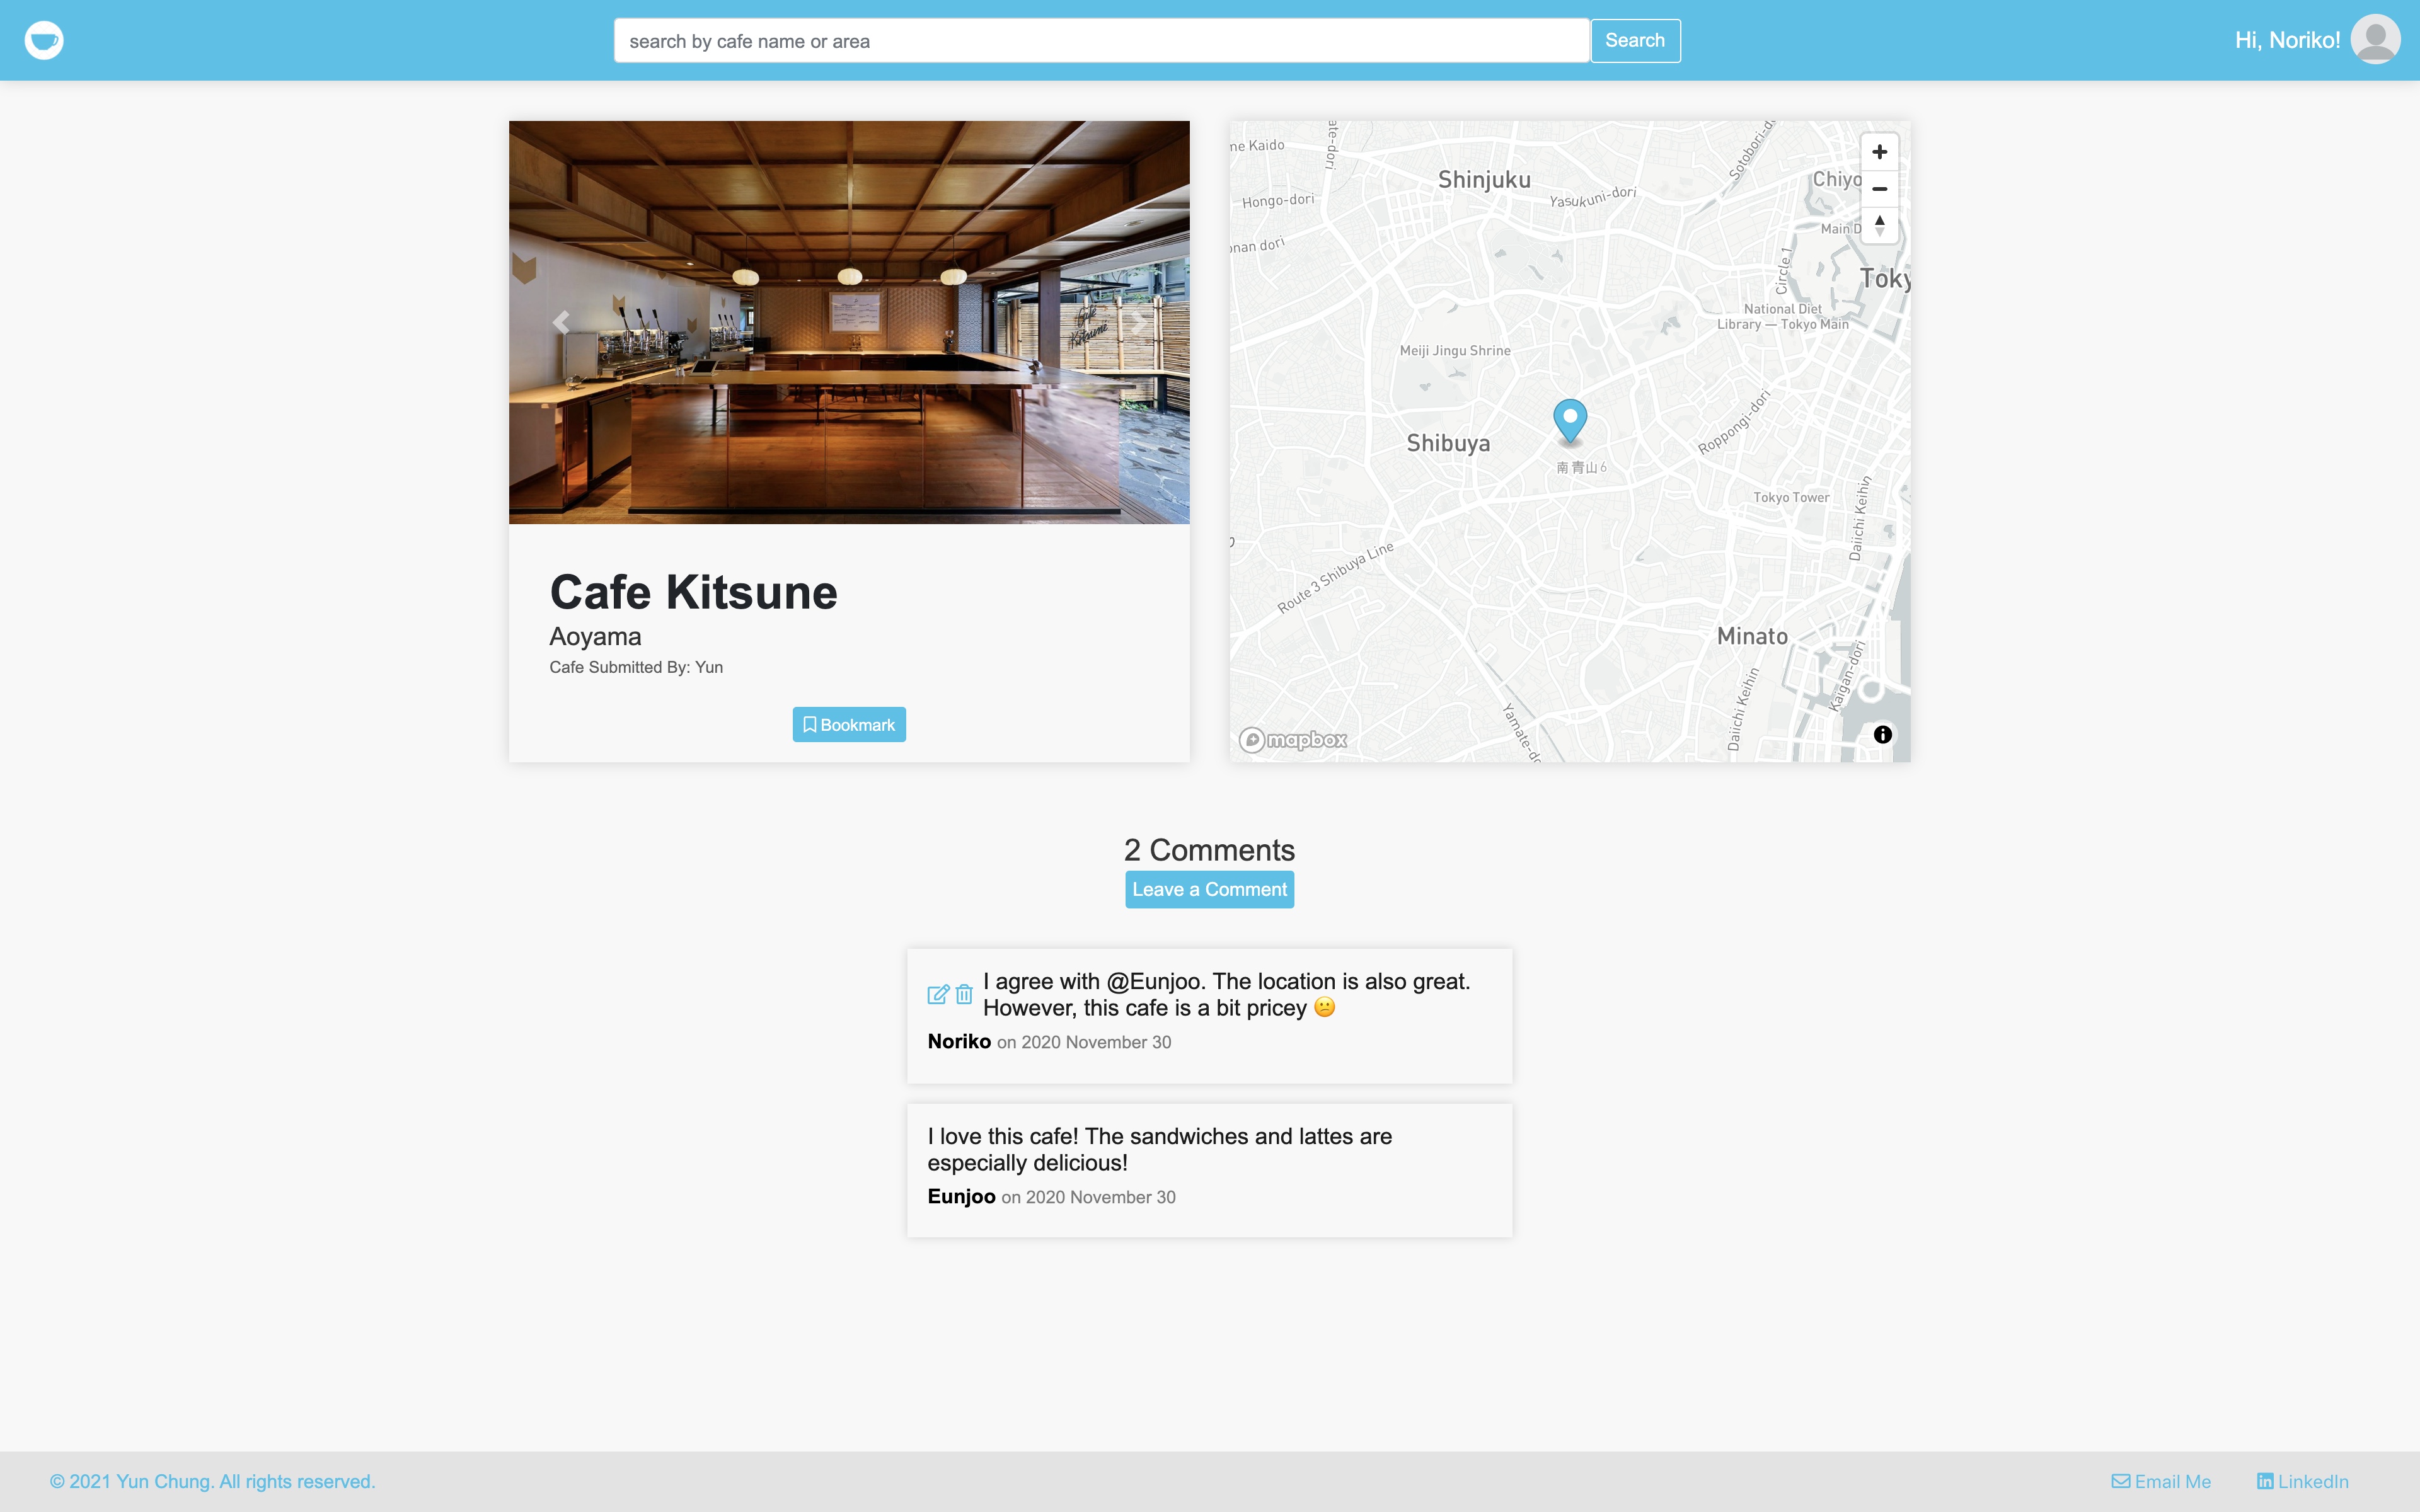 search by cafe name or area
Search
Hi, Noriko!
Café
Kitsuné
Cafe Kitsune
Aoyama
Cafe Submitted By: Yun
Bookmark
ne Kaido
ate-dori
Shinjuku
Yasukuni-dori
Sotobori-d
Chiyo
Hongo-dori
onan dori
Main D
Circle 1
Toky
National Diet
Library — Tokyo Main
Meiji Jingu Shrine
Shibuya
Roppongi-dori
南青山6
Tokyo Tower
Daiichi Keihin
Route 3 Shibuya Line
Minato
Kaigan-dori
Daiichi Keihin
Yamate-do
mapbox
2 Comments
Leave a Comment
I agree with @Eunjoo. The location is also great.
However, this cafe is a bit pricey 😕
Noriko on 2020 November 30
I love this cafe! The sandwiches and lattes are
especially delicious!
Eunjoo on 2020 November 30
© 2021 Yun Chung. All rights reserved.
Email Me
LinkedIn